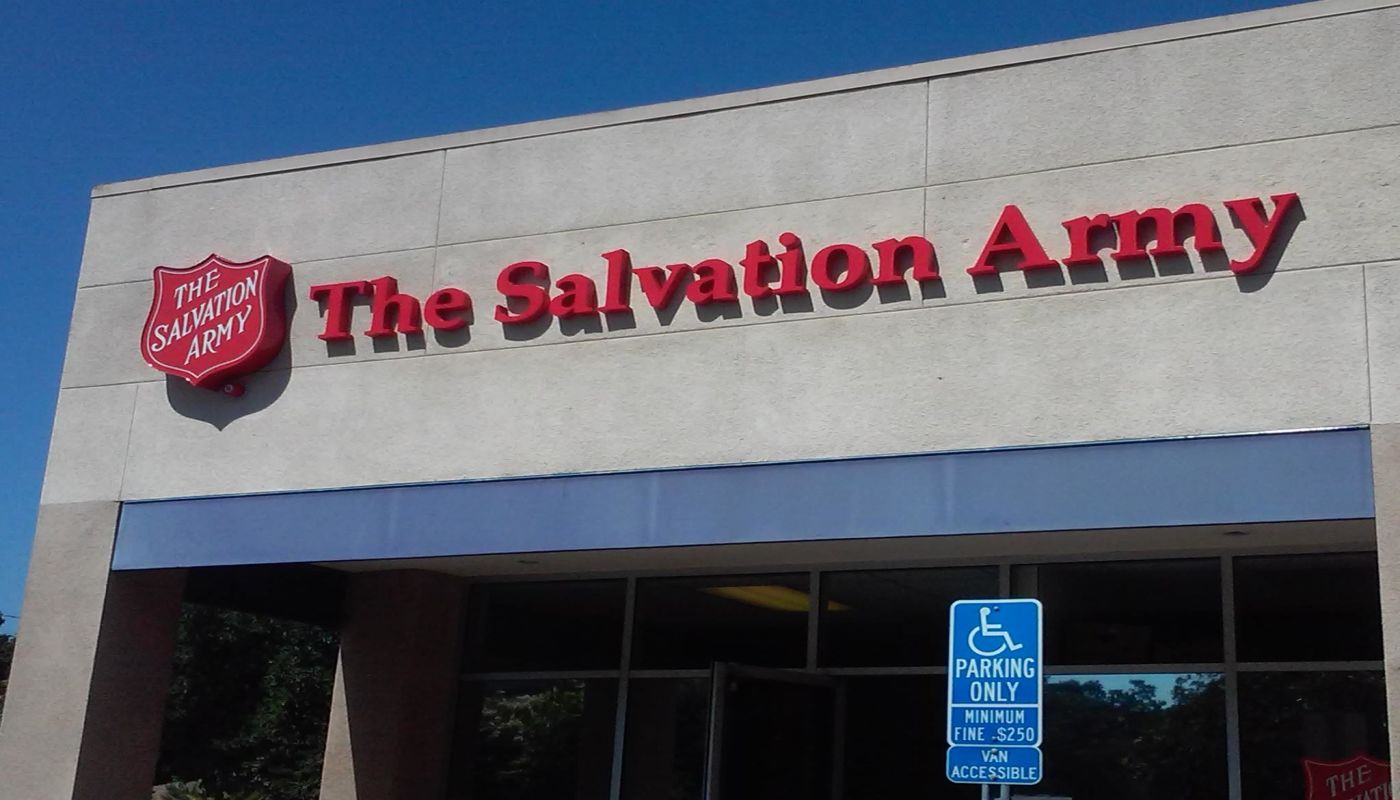 THE
SALVATION
ARMY
The Salvation Army
PARKING
ONLY
MINIMUM
FINE $250
VAN
ACCESSIBLE
THE